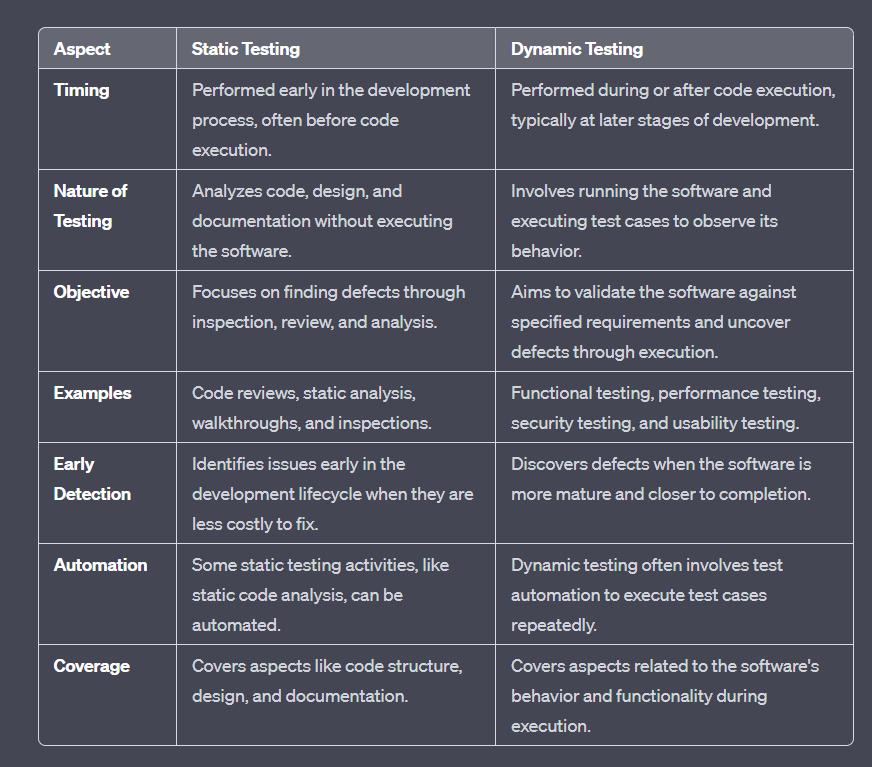 Aspect Static Testing Dynamic Testing
Timing Performed early in the development Performed during or after code execution,
process, often before code typically at later stages of development.
execution.
Nature of Analyzes code, design, and Involves running the software and
Testing documentation without executing executing test cases to observe its
the software. behavior.
Objective Focuses on finding defects through Aims to validate the software against
inspection, review, and analysis. specified requirements and uncover
defects through execution.
Examples Code reviews, static analysis, Functional testing, performance testing,
walkthroughs, and inspections. security testing, and usability testing.
Early Identifies issues early in the Discovers defects when the software is
Detection development lifecycle when they are more mature and closer to completion.
less costly to fix.
Automation Some static testing activities, like Dynamic testing often involves test
static code analysis, can be automation to execute test cases
automated. repeatedly.
Coverage Covers aspects like code structure, Covers aspects related to the software's
design, and documentation. behavior and functionality during
execution.